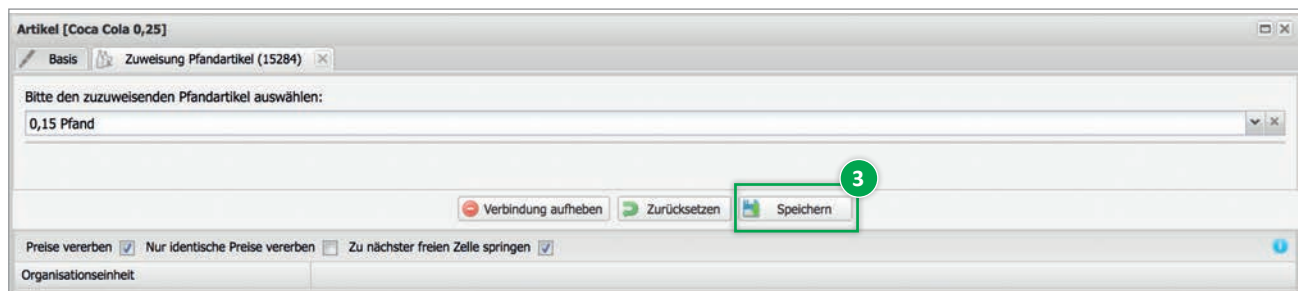 Artikel [Coca Cola 0,25]
Basis Zuweisung Pfandartikel (15284)
Bitte den zuzuweisenden Pfandartikel auswählen:
0,15 Pfand
3
Verbindung aufheben Zurücksetzen Speichern
Preise vererben Nur identische Preise vererben Zu nächster freien Zelle springen
Organisationseinheit